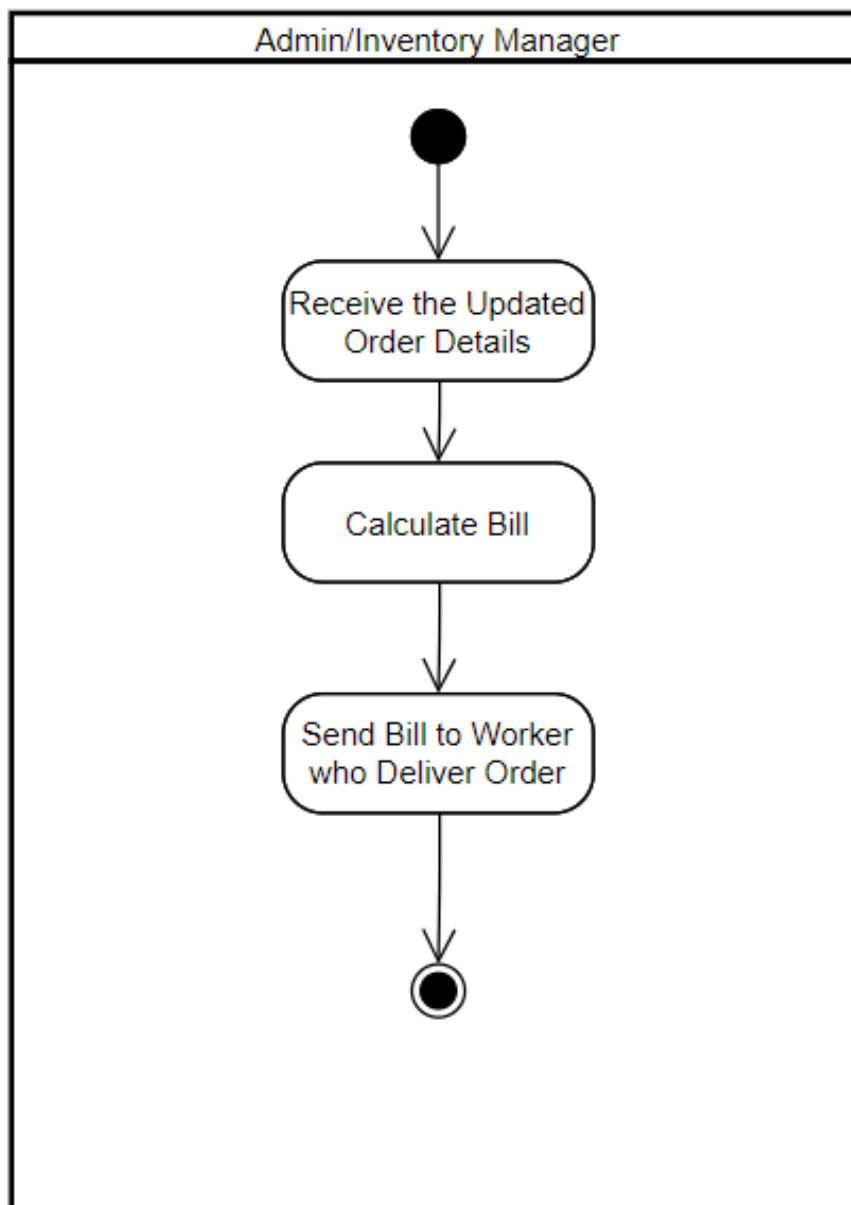 Admin/Inventory Manager
Receive the Updated
Order Details
Calculate Bill
Send Bill to Worker
who Deliver Order